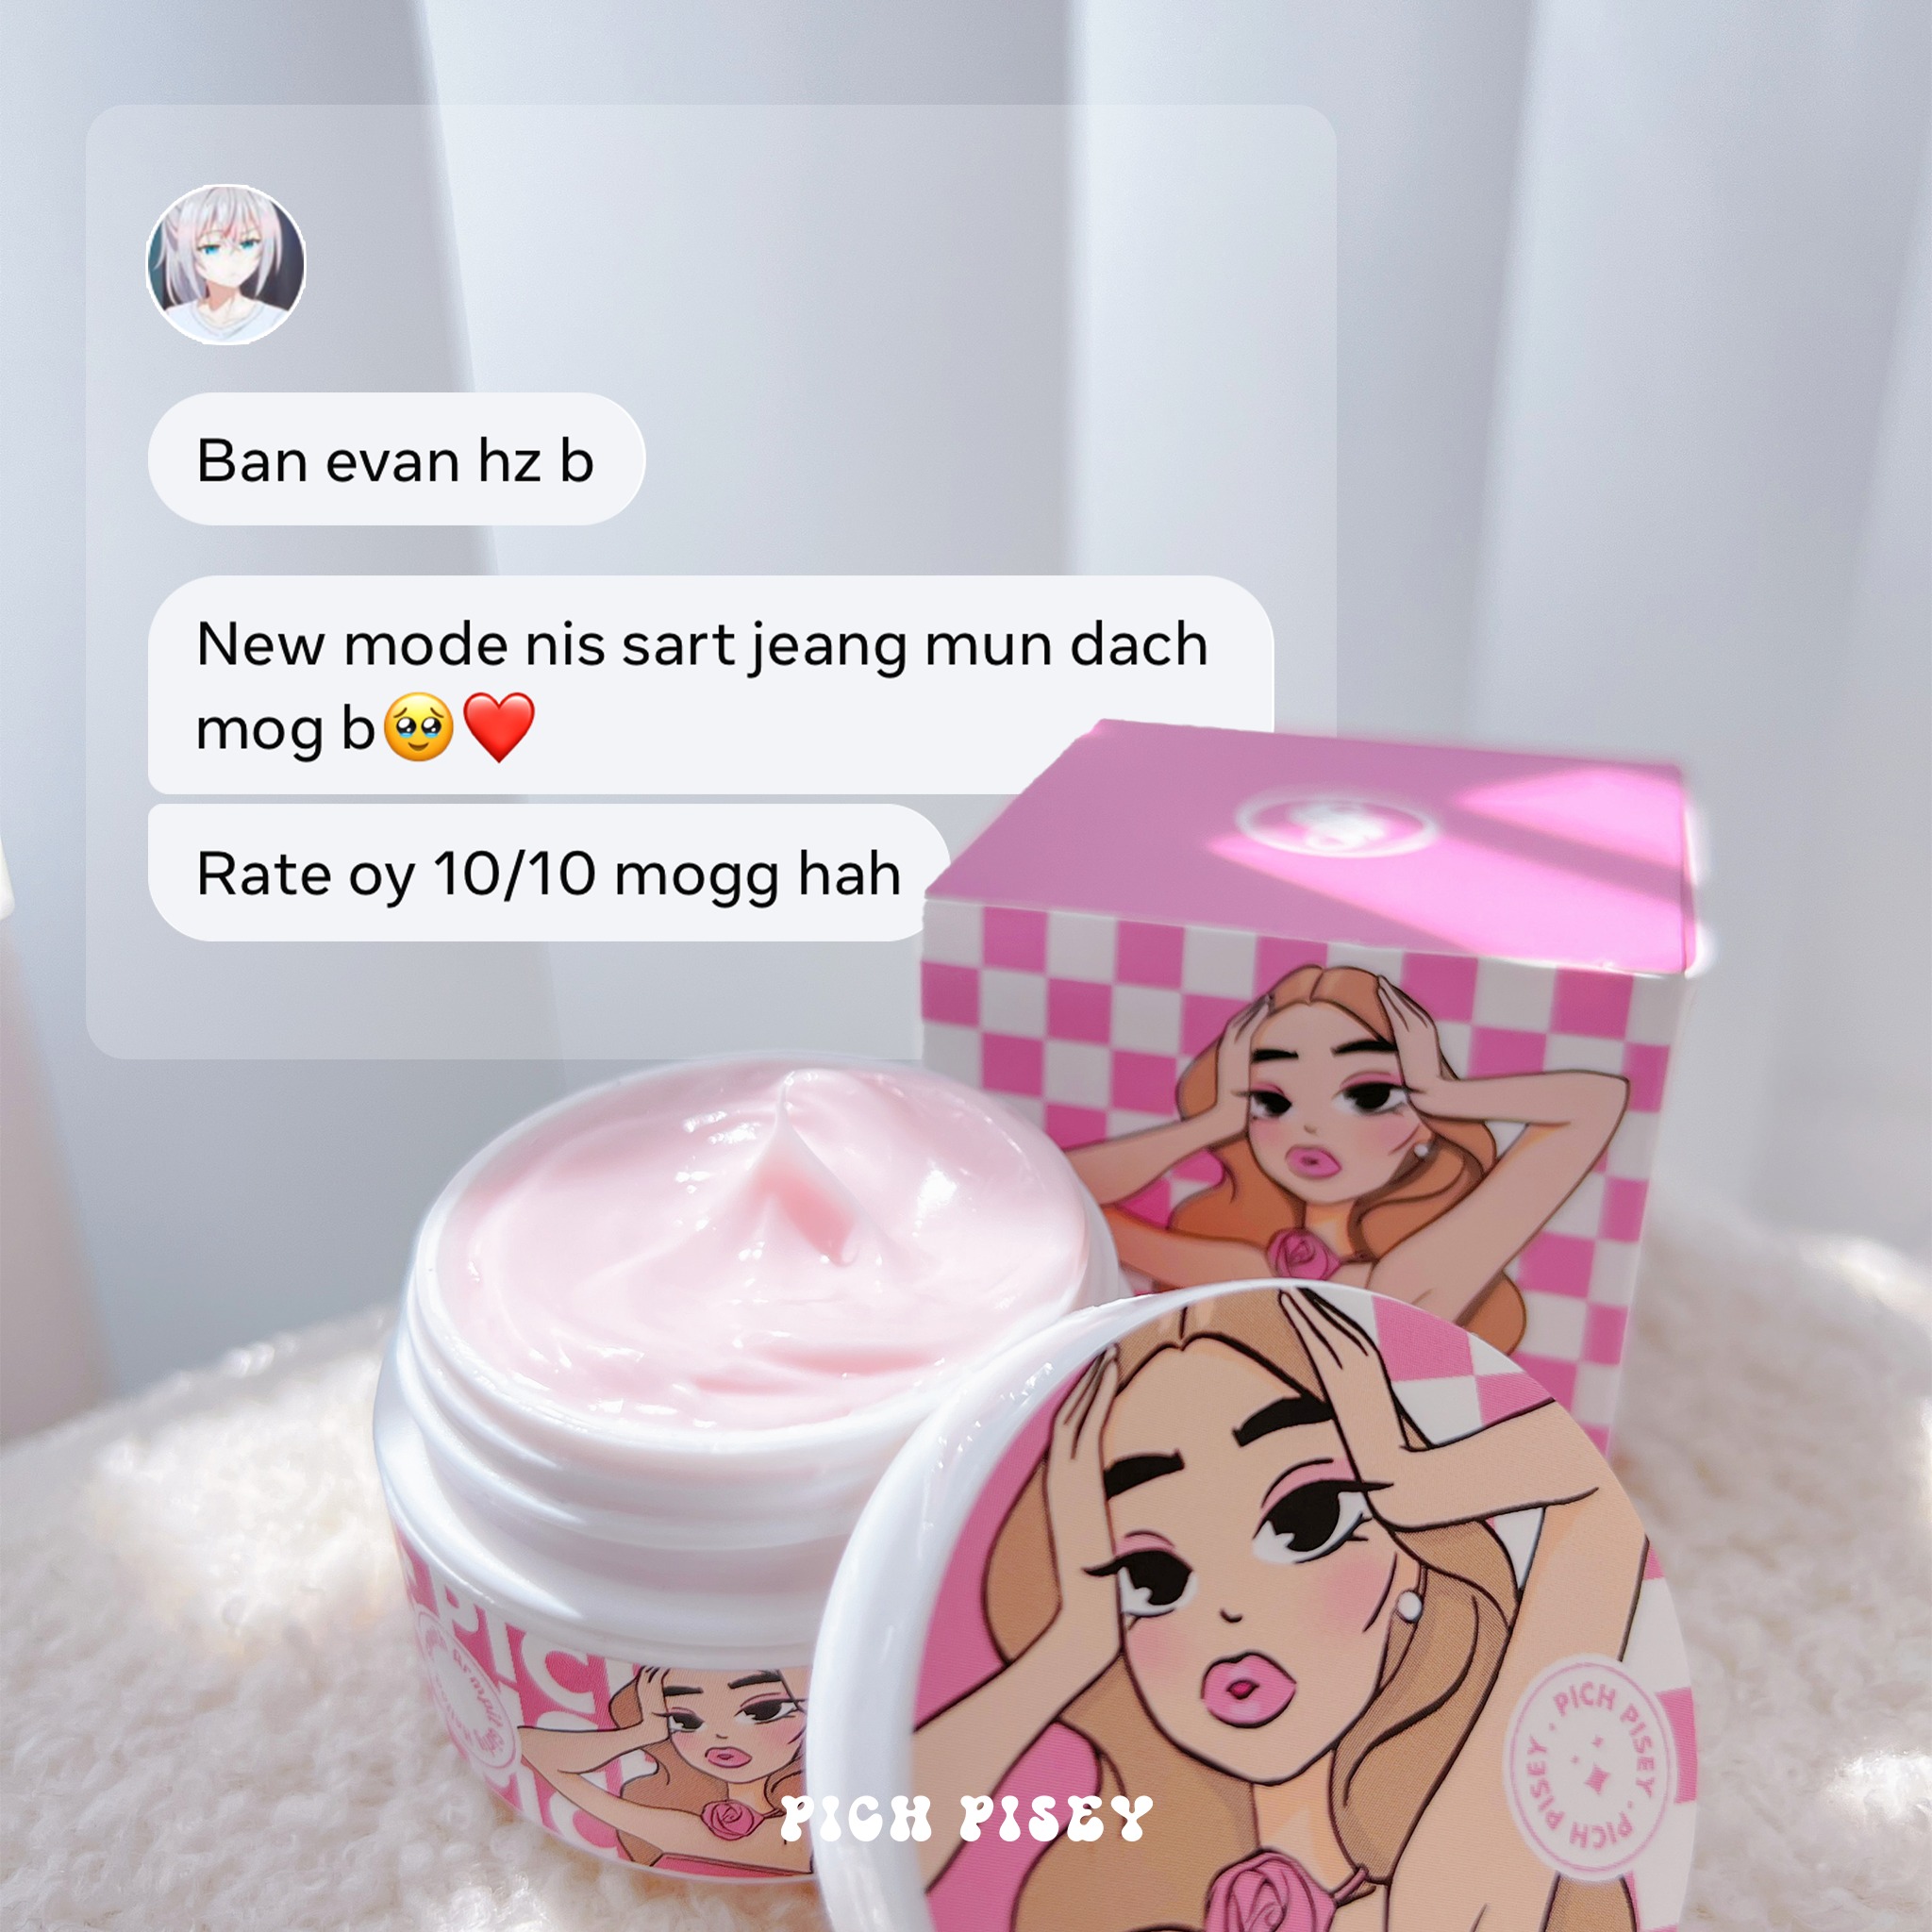 Ban evan hz b
New mode nis sart jeang mun dach
mog b🥹❤️
Rate oy 10/10 mogg hah
PIC
PICH PISEY
PICH PISEY · PICH PISEY ·